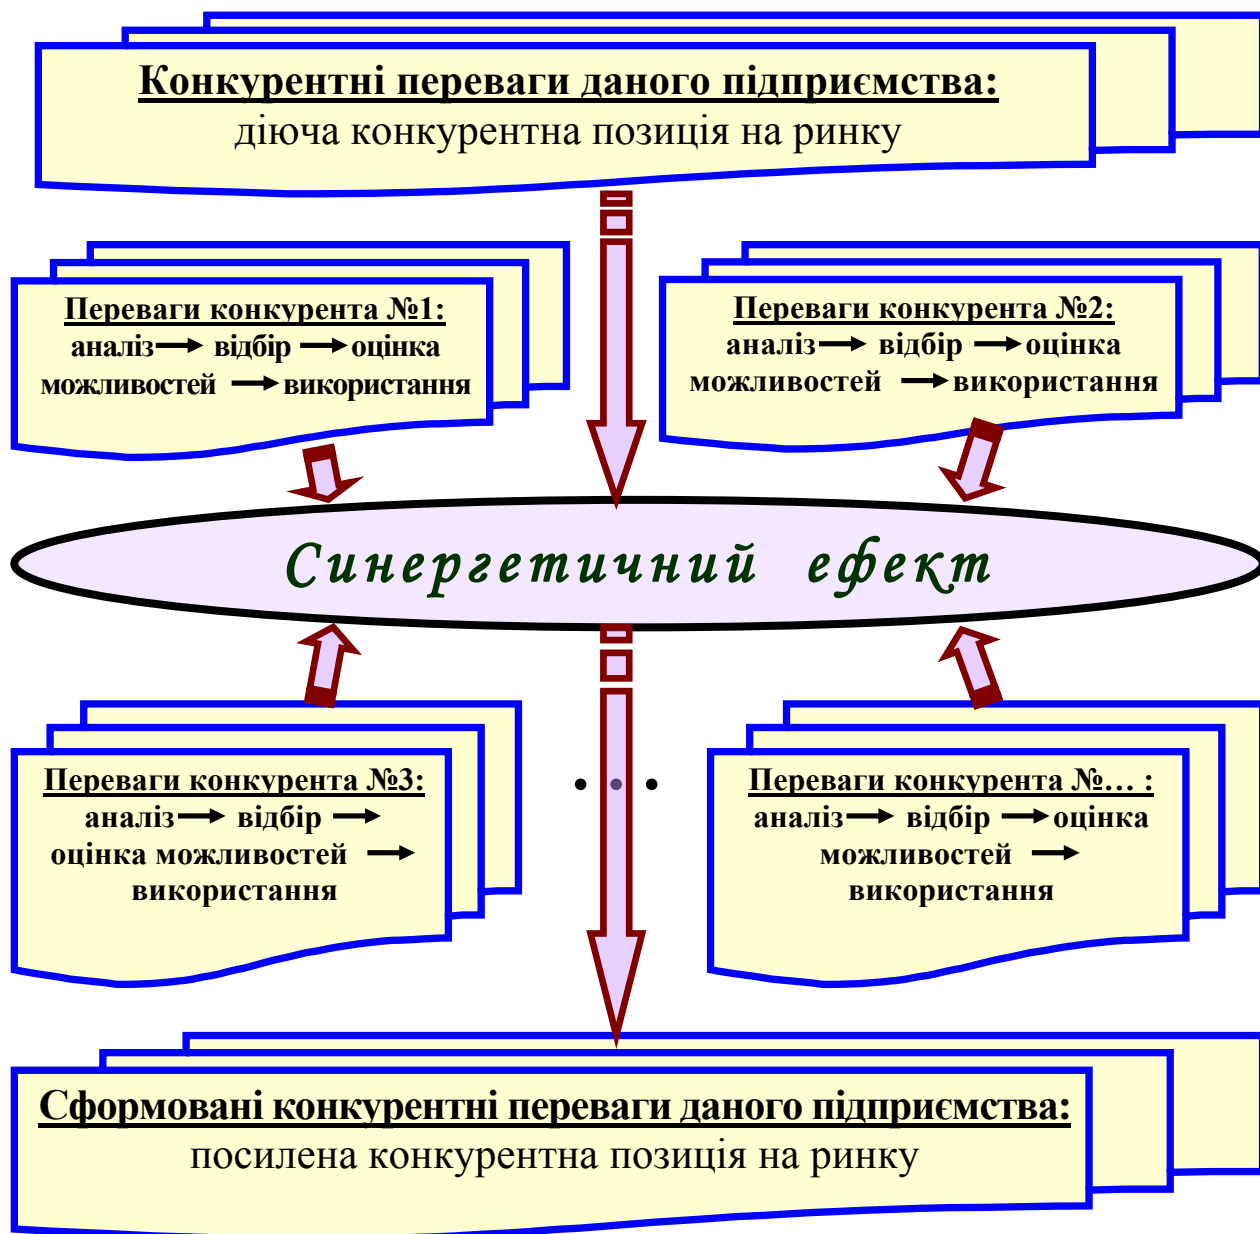 Конкурентні переваги даного підприємства:
діюча конкурентна позиція на ринку
Переваги конкурента №1:
аналіз → відбір → оцінка
можливостей → використання
Переваги конкурента №2:
аналіз → відбір → оцінка
можливостей → використання
Синергетичний ефект
Переваги конкурента №3:
аналіз → відбір →
оцінка можливостей →
використання
. . .
Переваги конкурента №… :
аналіз → відбір → оцінка
можливостей →
використання
Сформовані конкурентні переваги даного підприємства:
посилена конкурентна позиція на ринку